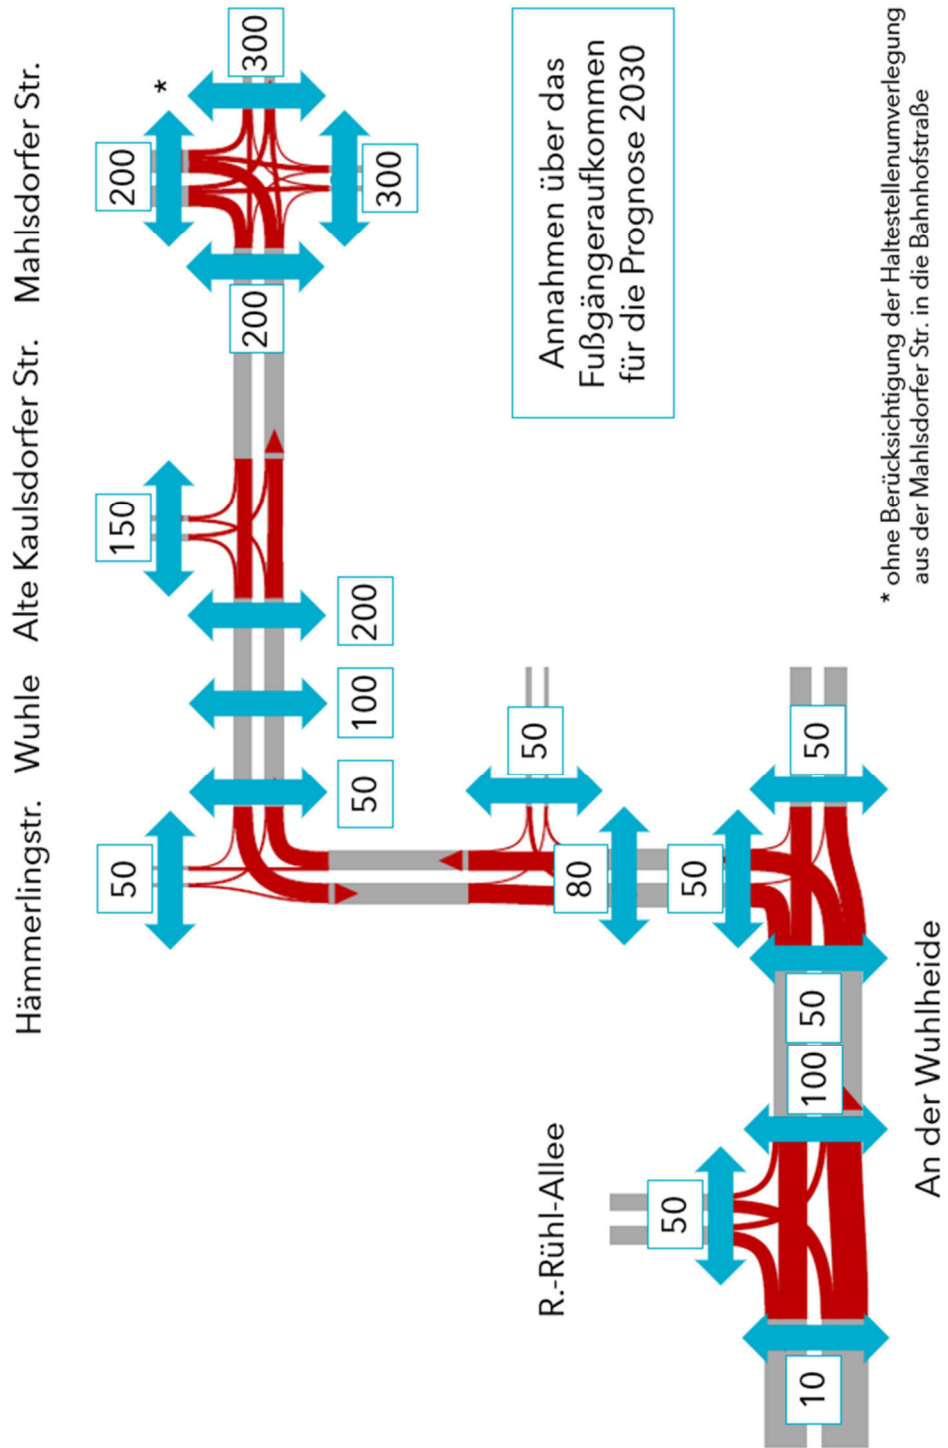 Hämmerlingstr. Wuhle Alte Kaulsdorfer Str. Mahlsdorfer Str.
50
150
200
*
300
200
300
50
100
200
50
80
50
50
50
100
50
10
R.-Rühl-Allee
50
An der Wuhlheide
Annahmen über das
Fußgängeraufkommen
für die Prognose 2030
* ohne Berücksichtigung der Haltestellenumverlegung
aus der Mahlsdorfer Str. in die Bahnhofstraße